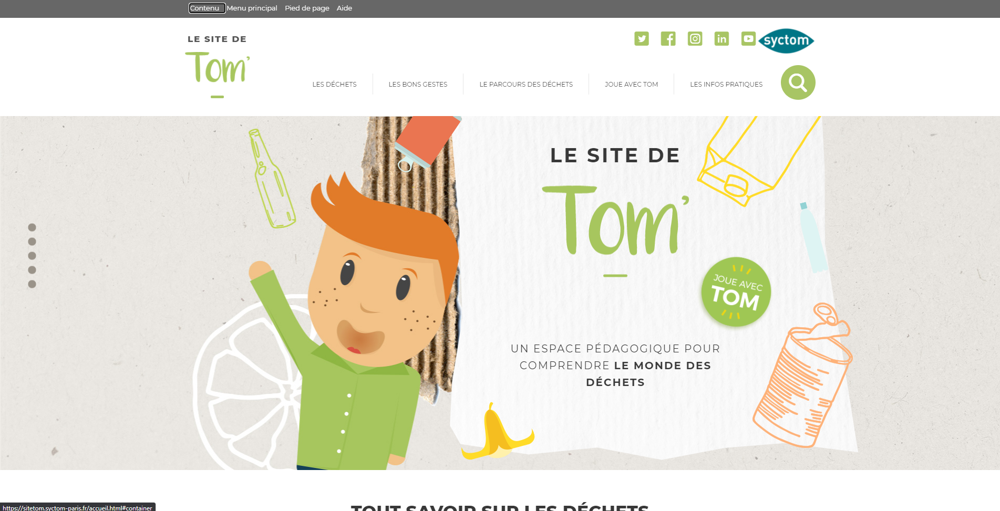 Contenu Menu principal Pied de page Aide
LE SITE DE
Tom'
syctom
LES DÉCHETS LES BONS GESTES LE PARCOURS DES DÉCHETS JOUE AVEC TOM LES INFOS PRATIQUES
LE SITE DE
Tom'
JOUE AVEC
TOM
UN ESPACE PÉDAGOGIQUE POUR
COMPRENDRE LE MONDE DES
DÉCHETS
TOUT SAVOIR SUR LES DÉCHETS
https://sitetom.syctom-paris.fr/accueil.html#container